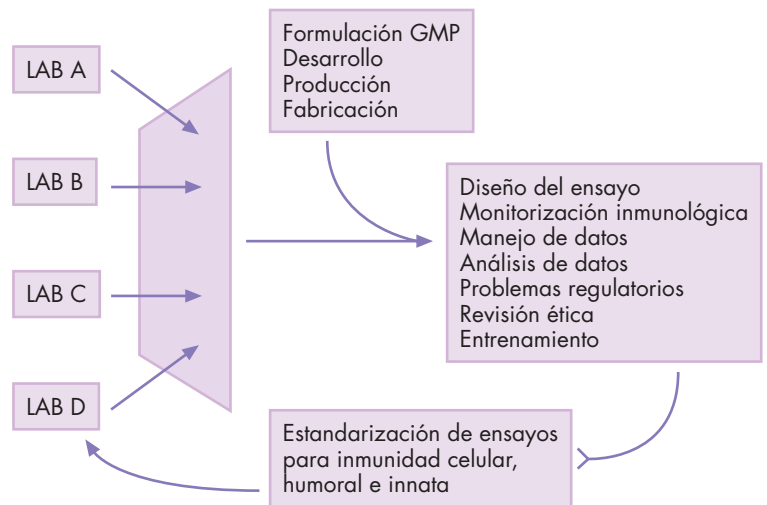 LAB A
LAB B
LAB C
LAB D
Formulación GMP
Desarrollo
Producción
Fabricación
Diseño del ensayo
Monitorización inmunológica
Manejo de datos
Análisis de datos
Problemas regulatorios
Revisión ética
Entrenamiento
Estandarización de ensayos
para inmunidad celular,
humoral e innata